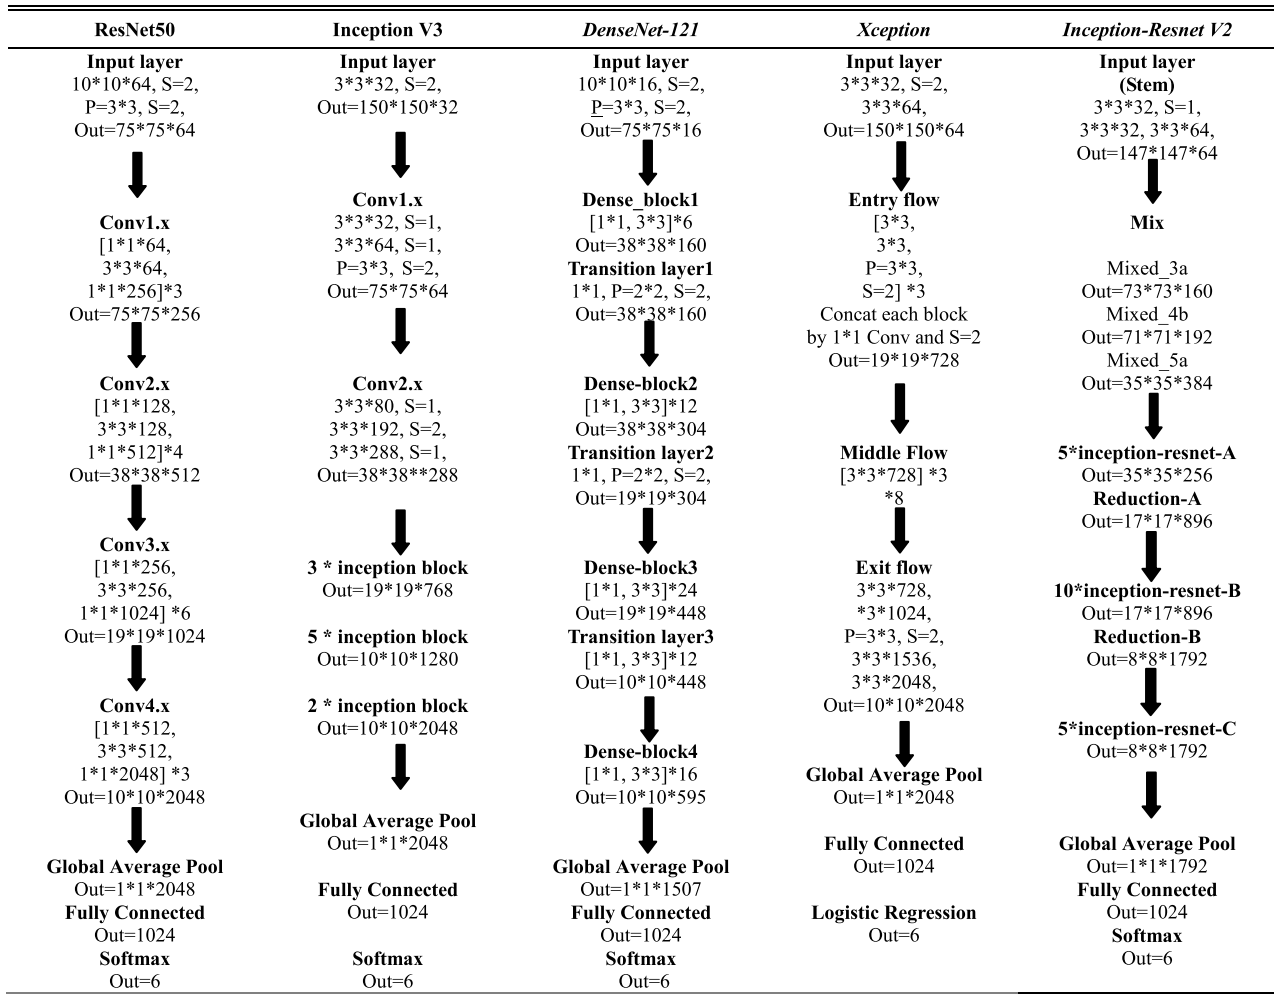 ResNet50
Input layer
10*10*64, S=2,
P=3*3, S=2,
Out=75*75*64
Conv1.x
[1*1*64,
3*3*64,
1*1*256]*3
Out=75*75*256
Conv2.x
[1*1*128,
3*3*128,
1*1*512]*4
Out=38*38*512
Conv3.x
[1*1*256,
3*3*256,
1*1*1024] *6
Out=19*19*1024
Conv4.x
[1*1*512,
3*3*512,
1*1*2048] *3
Out=10*10*2048
Global Average Pool
Out=1*1*2048
Fully Connected
Out=1024
Softmax
Out=6
Inception V3
Input layer
3*3*32, S=2,
Out=150*150*32
Conv1.x
3*3*32, S=1,
3*3*64, S=1,
P=3*3, S=2,
Out=75*75*64
Conv2.x
3*3*80, S=1,
3*3*192, S=2,
3*3*288, S=1,
Out=38*38**288
3 * inception block
Out=19*19*768
5 * inception block
Out=10*10*1280
2 * inception block
Out=10*10*2048
Global Average Pool
Out=1*1*2048
Fully Connected
Out=1024
Softmax
Out=6
DenseNet-121
Input layer
10*10*16, S=2,
P=3*3, S=2,
Out=75*75*16
Dense_block1
[1*1, 3*3]*6
Out=38*38*160
Transition layer1
1*1, P=2*2, S=2,
Out=38*38*160
Dense-block2
[1*1, 3*3]*12
Out=38*38*304
Transition layer2
1*1, P=2*2, S=2,
Out=19*19*304
Dense-block3
[1*1, 3*3]*24
Out=19*19*448
Transition layer3
[1*1, 3*3]*12
Out=10*10*448
Dense-block4
[1*1, 3*3]*16
Out=10*10*595
Global Average Pool
Out=1*1*1507
Fully Connected
Out=1024
Softmax
Out=6
Xception
Input layer
3*3*32, S=2,
3*3*64,
Out=150*150*64
Entry flow
[3*3,
3*3,
P=3*3,
S=2] *3
Concat each block
by 1*1 Conv and S=2
Out=19*19*728
Middle Flow
[3*3*728] *3
*8
Exit flow
3*3*728,
*3*1024,
P=3*3, S=2,
3*3*1536,
3*3*2048,
Out=10*10*2048
Global Average Pool
Out=1*1*2048
Fully Connected
Out=1024
Logistic Regression
Out=6
Inception-Resnet V2
Input layer
(Stem)
3*3*32, S=1,
3*3*32, 3*3*64,
Out=147*147*64
Mix
Mixed_3a
Out=73*73*160
Mixed_4b
Out=71*71*192
Mixed_5a
Out=35*35*384
5*inception-resnet-A
Out=35*35*256
Reduction-A
Out=17*17*896
10*inception-resnet-B
Out=17*17*896
Reduction-B
Out=8*8*1792
5*inception-resnet-C
Out=8*8*1792
Global Average Pool
Out=1*1*1792
Fully Connected
Out=1024
Softmax
Out=6